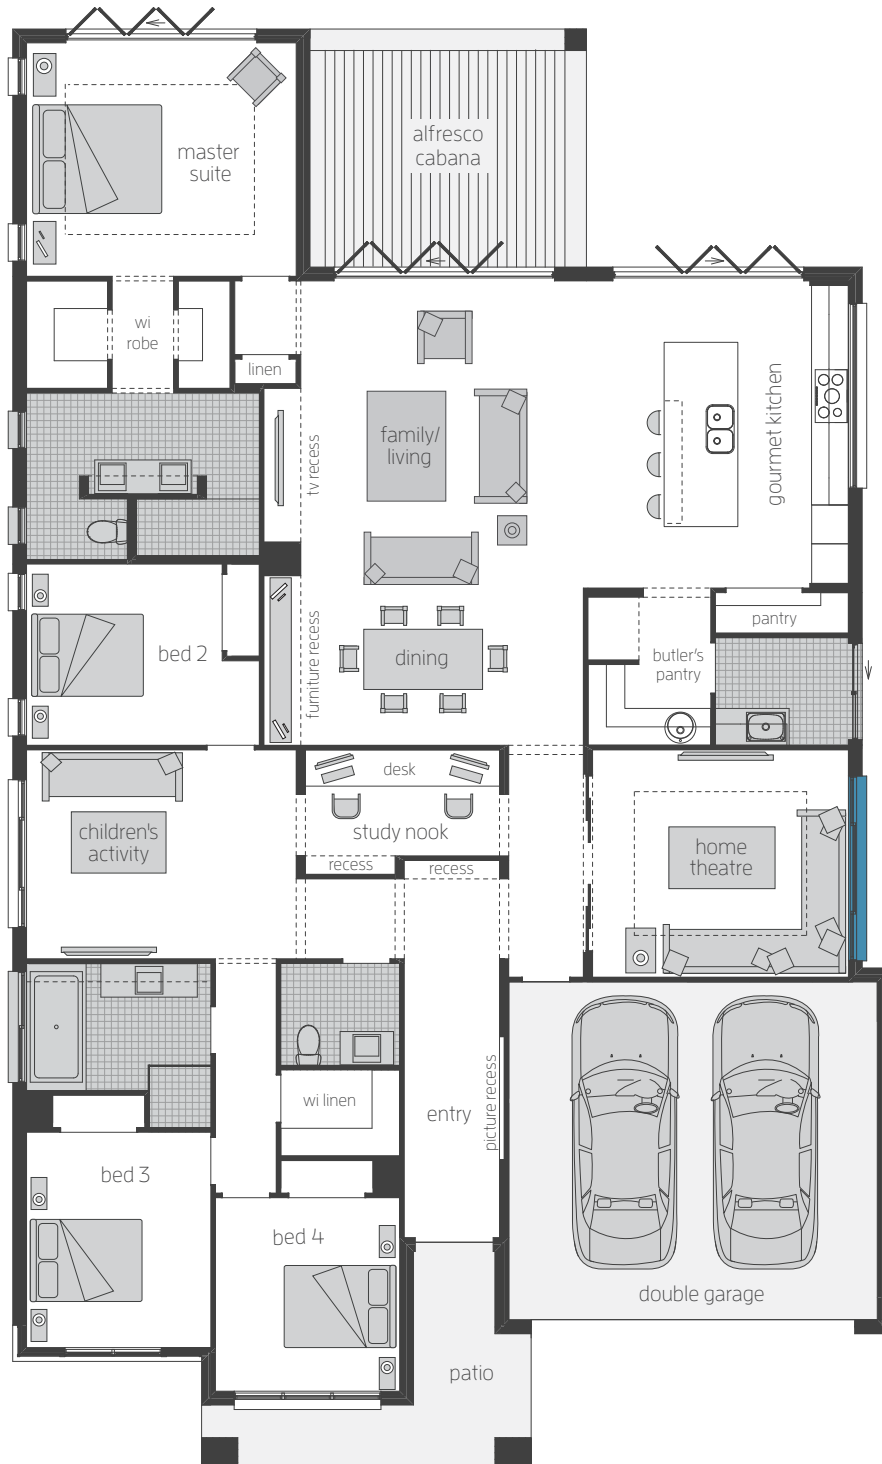 alfresco
cabana
master
suite
wi
robe
linen
family/
living
tv recess
gourmet kitchen
furniture recess
dining
bed 2
pantry
butler's
pantry
desk
study nook
children's
activity
recess
recess
home
theatre
wi linen
entry
picture recess
bed 3
bed 4
double garage
patio